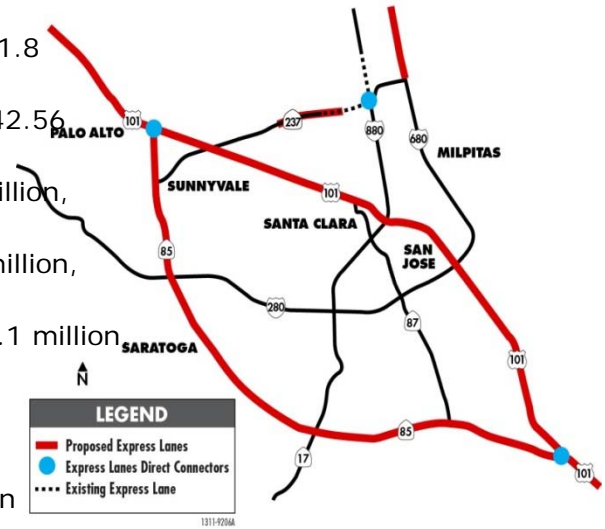 1.8
42.56
101
PALO ALTO
237
880
680
MILPITAS
SUNNYVALE
101
SANTA CLARA
SAN
JOSE
85
illion,
million,
280
87
.1 million,
SARATOGA
N
101
LEGEND
Proposed Express Lanes
Express Lanes Direct Connectors
Existing Express Lane
85
17
101
n
1311-9206A